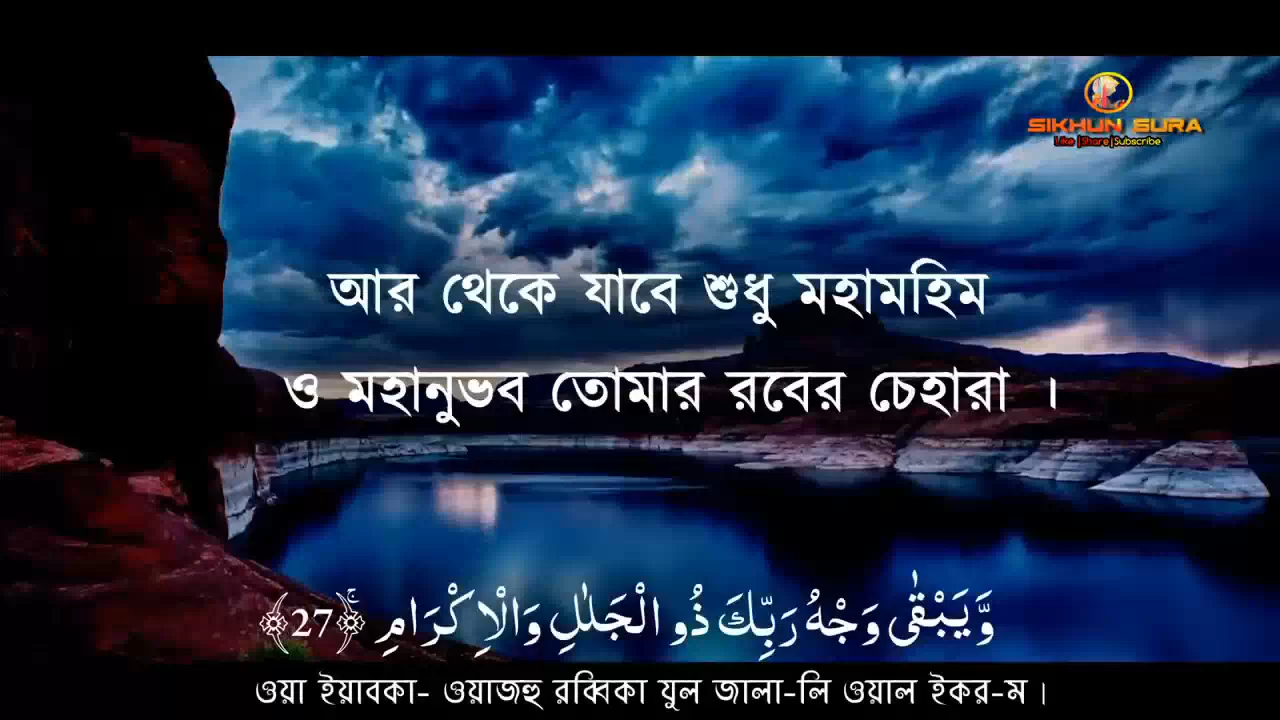 SIKHUN SURA
Like |Share|Subscribe
আর থেকে যাবে শুধু মহামহিম
ও মহানুভব তোমার রবের চেহারা ।
وَّيَبْقٰى وَجْهُ رَبِّكَ ذُو الْجَلٰلِ وَالْاِكْرَامِ ﴿27﴾ۚ
ওয়া ইয়াবকা- ওয়াজহু রব্বিকা যুল জালা-লি ওয়াল ইকর-ম ।